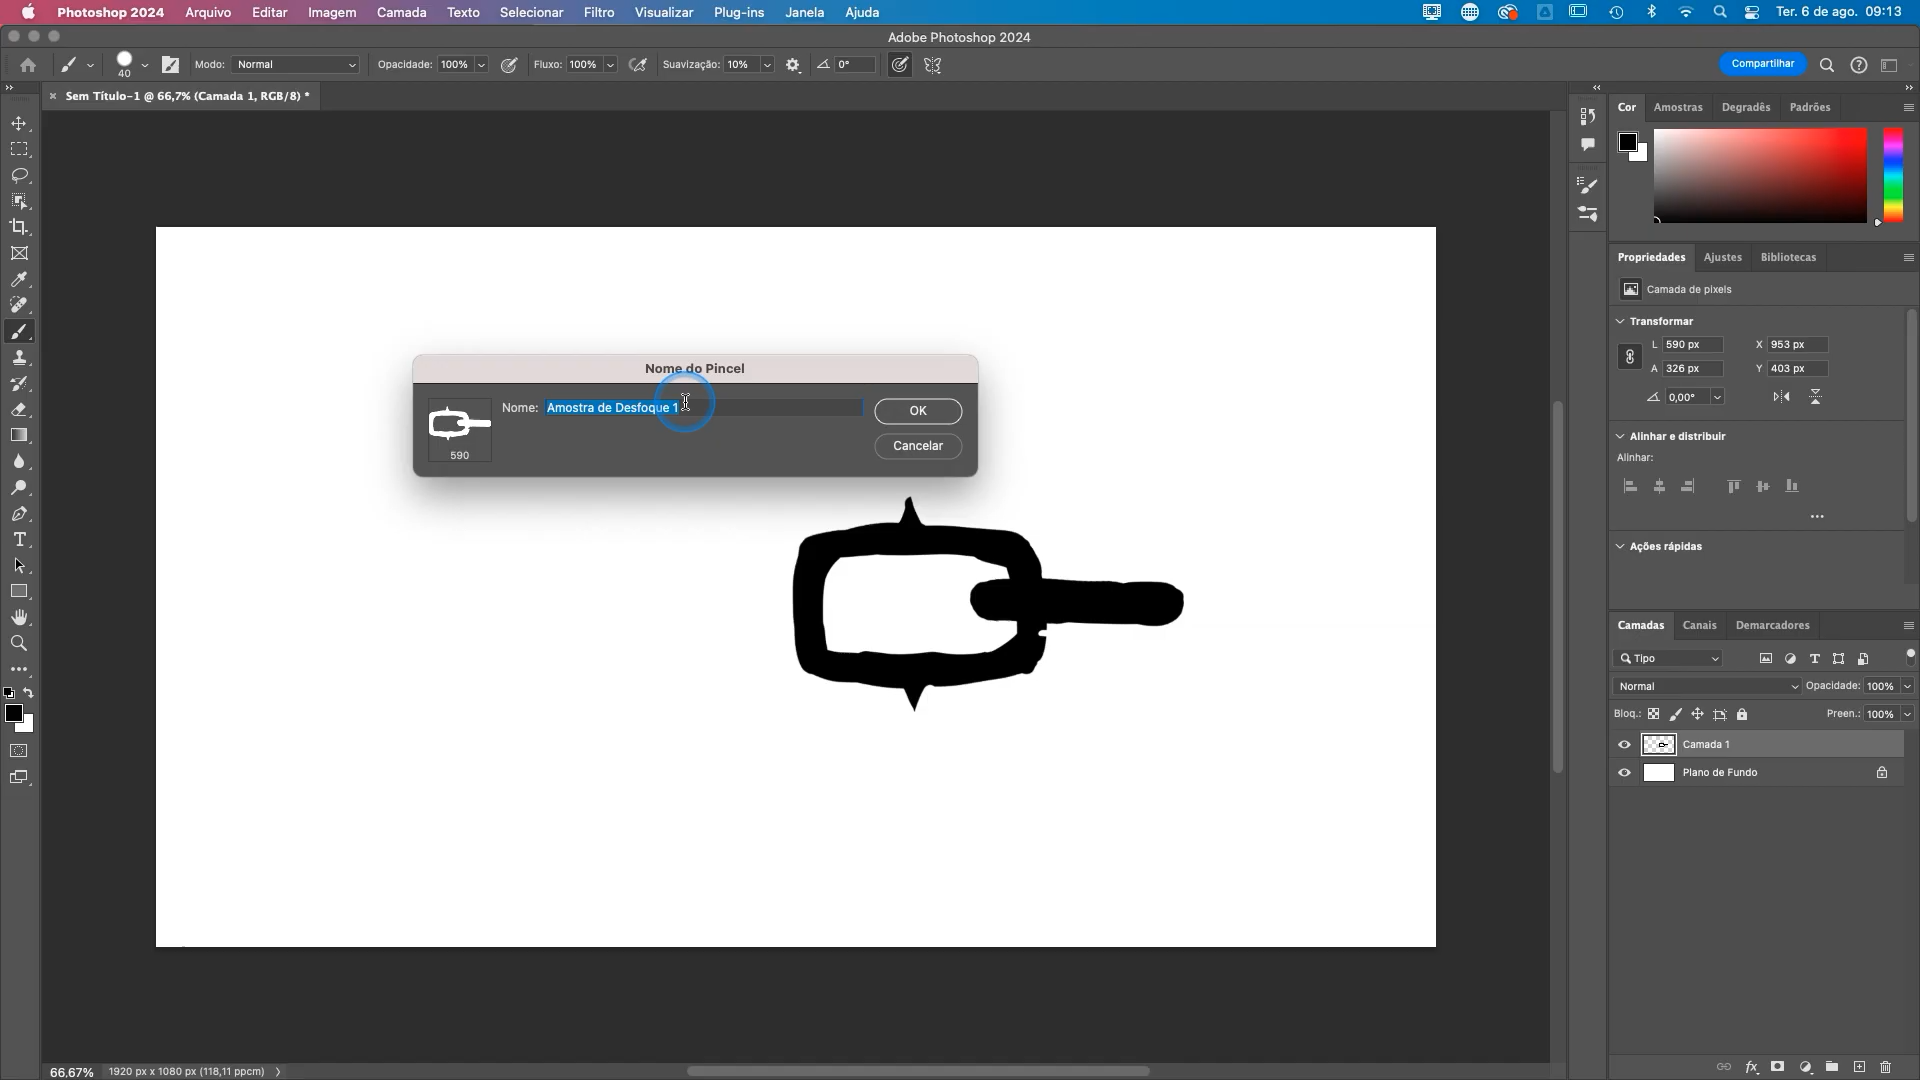 Photoshop 2024 Arquivo Editar Imagem Camada Texto Selecionar Filtro Visualizar Plug-ins Janela Ajuda Ter. 6 de ago. 09:13
Adobe Photoshop 2024
40 Modo: Normal Opacidade: 100% Fluxo: 100% Suavização: 10% 0° Compartilhar
Sem Título-1 @ 66,7% (Camada 1, RGB/8) *
Cor Amostras Degradês Padrões
Propriedades Ajustes Bibliotecas
Camada de pixels
Transformar
L 590 px X 953 px
A 326 px Y 403 px
0,00°
Nome do Pincel
Nome: Amostra de Desfoque 1 OK
Cancelar
590
Alinhar e distribuir
Alinhar:
Ações rápidas
Camadas Canais Demarcadores
Tipo
Normal Opacidade: 100%
Bloq.: Preen.: 100%
Camada 1
Plano de Fundo
66,67% 1920 px x 1080 px (118,11 ppcm)